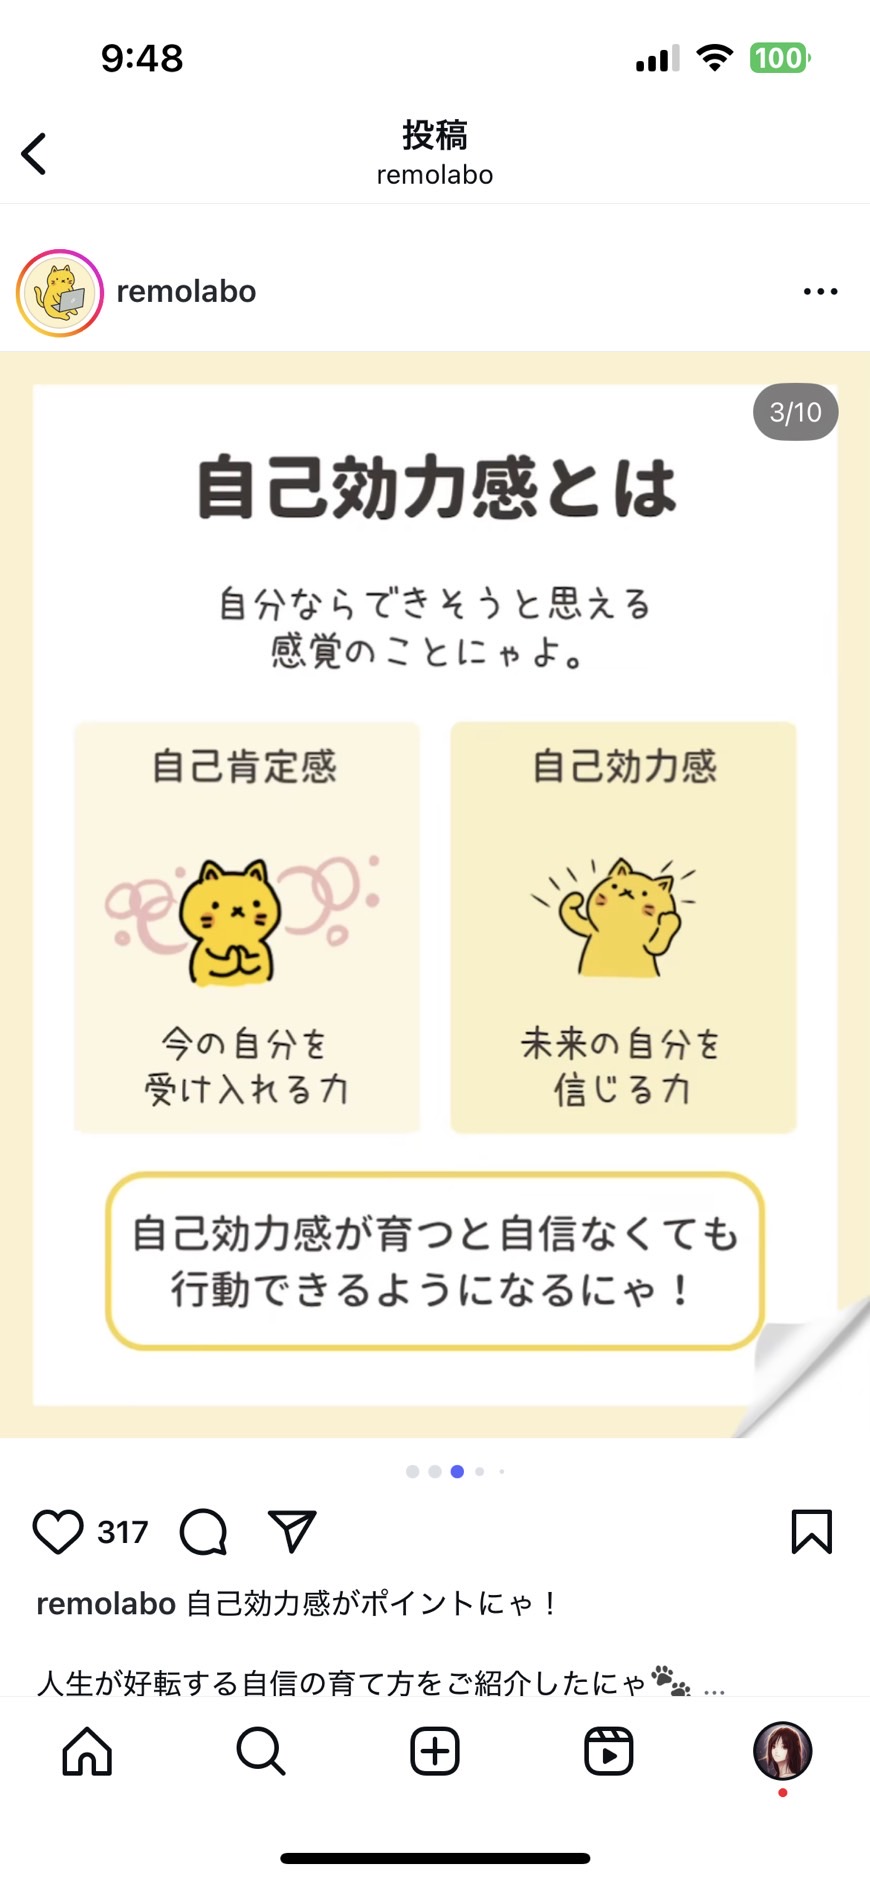 9:48
100
投稿
remolabo
remolabo
3/10
自己効力感とは
自分ならできそうと思える
感覚のことにゃよ。
自己肯定感
今の自分を
受け入れる力
自己効力感
未来の自分を
信じる力
自己効力感が育つと自信なくても
行動できるようになるにゃ！
317
remolabo 自己効力感がポイントにゃ！
人生が好転する自信の育て方をご紹介したにゃ🐾 ...